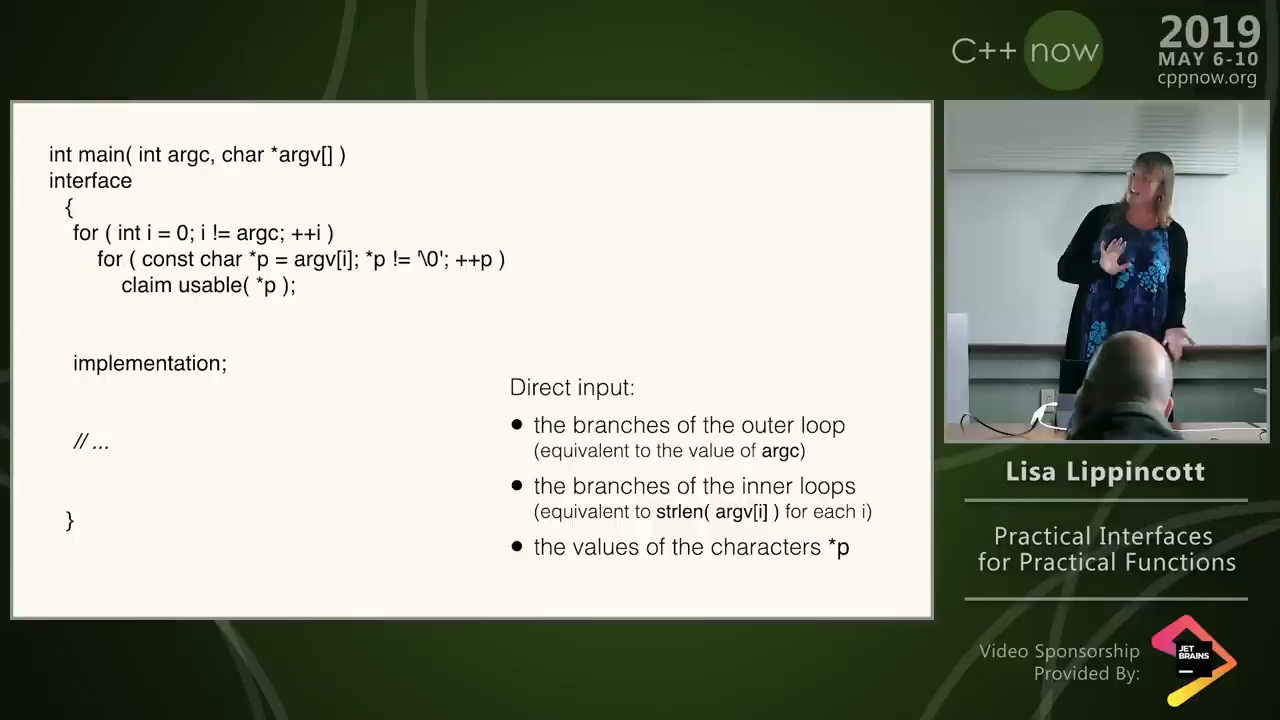 C++ now
2019
MAY 6-10
cppnow.org
int main( int argc, char *argv[] )
interface
{
for ( int i = 0; i != argc; ++i )
for ( const char *p = argv[i]; *p != '\0'; ++p )
claim usable( *p );
implementation;
// ...
}
Direct input:
• the branches of the outer loop
(equivalent to the value of argc)
• the branches of the inner loops
(equivalent to strlen( argv[i] ) for each i)
• the values of the characters *p
Lisa Lippincott
Practical Interfaces
for Practical Functions
Video Sponsorship
Provided By:
JET
BRAINS